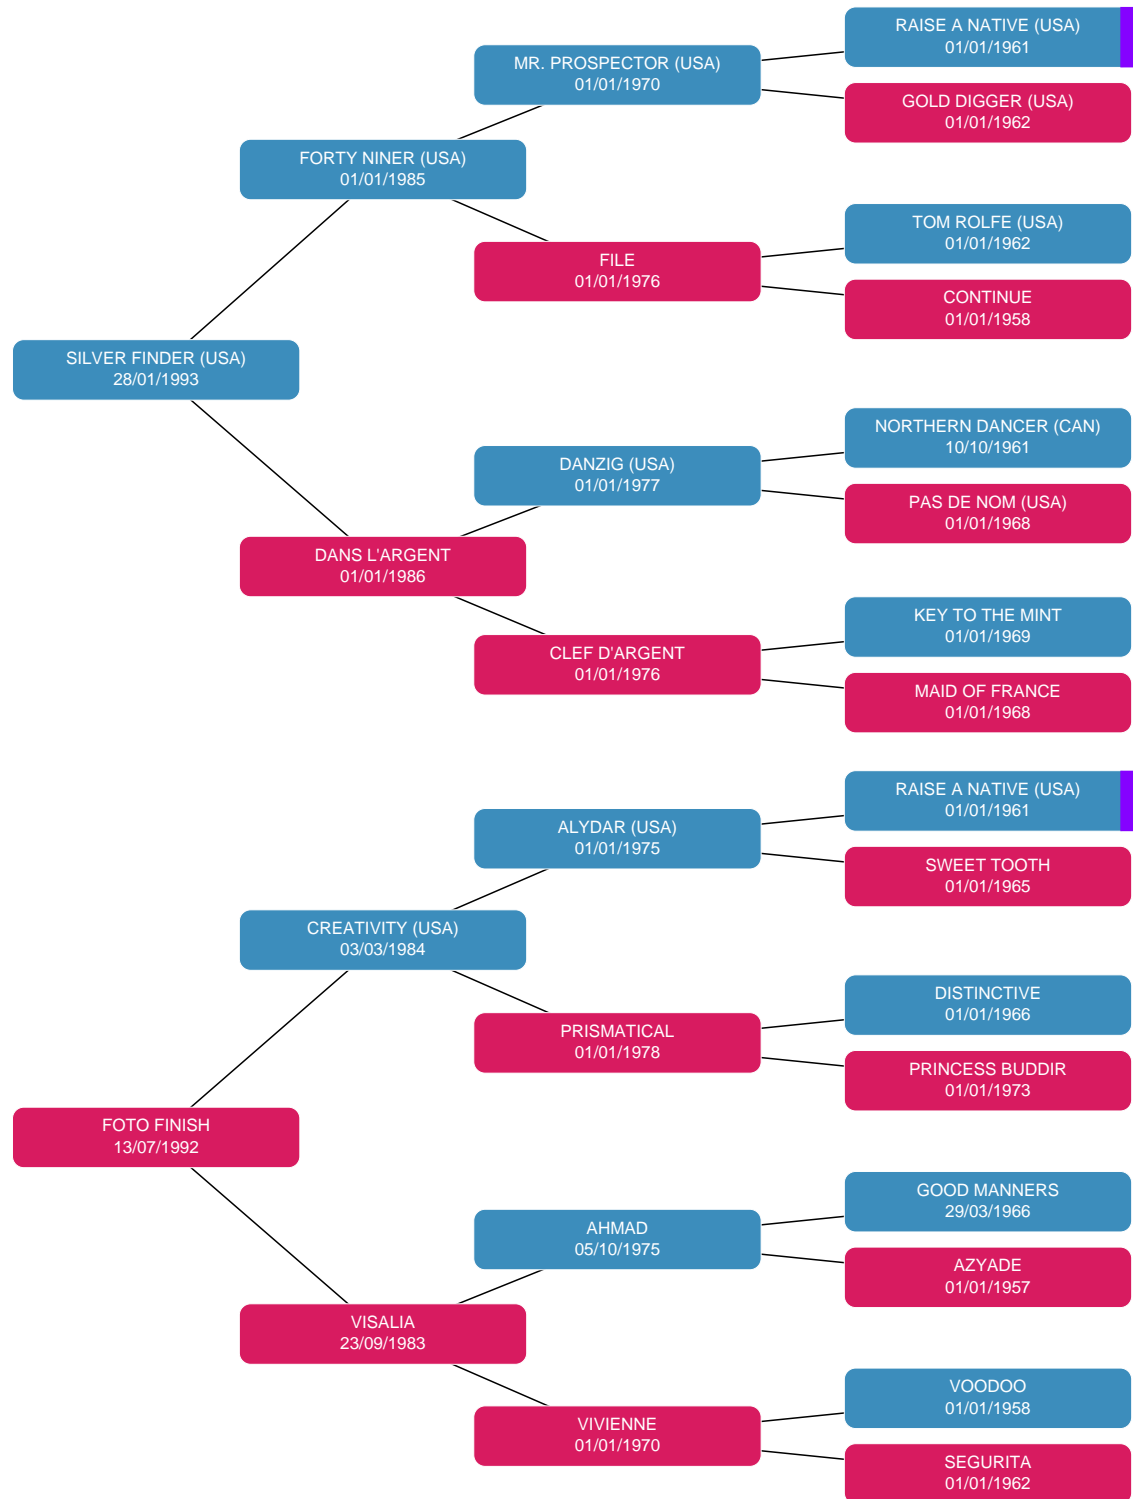 RAISE A NATIVE (USA)
01/01/1961
MR. PROSPECTOR (USA)
01/01/1970
GOLD DIGGER (USA)
01/01/1962
FORTY NINER (USA)
01/01/1985
TOM ROLFE (USA)
01/01/1962
FILE
01/01/1976
CONTINUE
01/01/1958
SILVER FINDER (USA)
28/01/1993
NORTHERN DANCER (CAN)
10/10/1961
DANZIG (USA)
01/01/1977
PAS DE NOM (USA)
01/01/1968
DANS L'ARGENT
01/01/1986
KEY TO THE MINT
01/01/1969
CLEF D'ARGENT
01/01/1976
MAID OF FRANCE
01/01/1968
RAISE A NATIVE (USA)
01/01/1961
ALYDAR (USA)
01/01/1975
SWEET TOOTH
01/01/1965
CREATIVITY (USA)
03/03/1984
DISTINCTIVE
01/01/1966
PRISMATICAL
01/01/1978
PRINCESS BUDDIR
01/01/1973
FOTO FINISH
13/07/1992
GOOD MANNERS
29/03/1966
AHMAD
05/10/1975
AZYADE
01/01/1957
VISALIA
23/09/1983
VOODOO
01/01/1958
VIVIENNE
01/01/1970
SEGURITA
01/01/1962